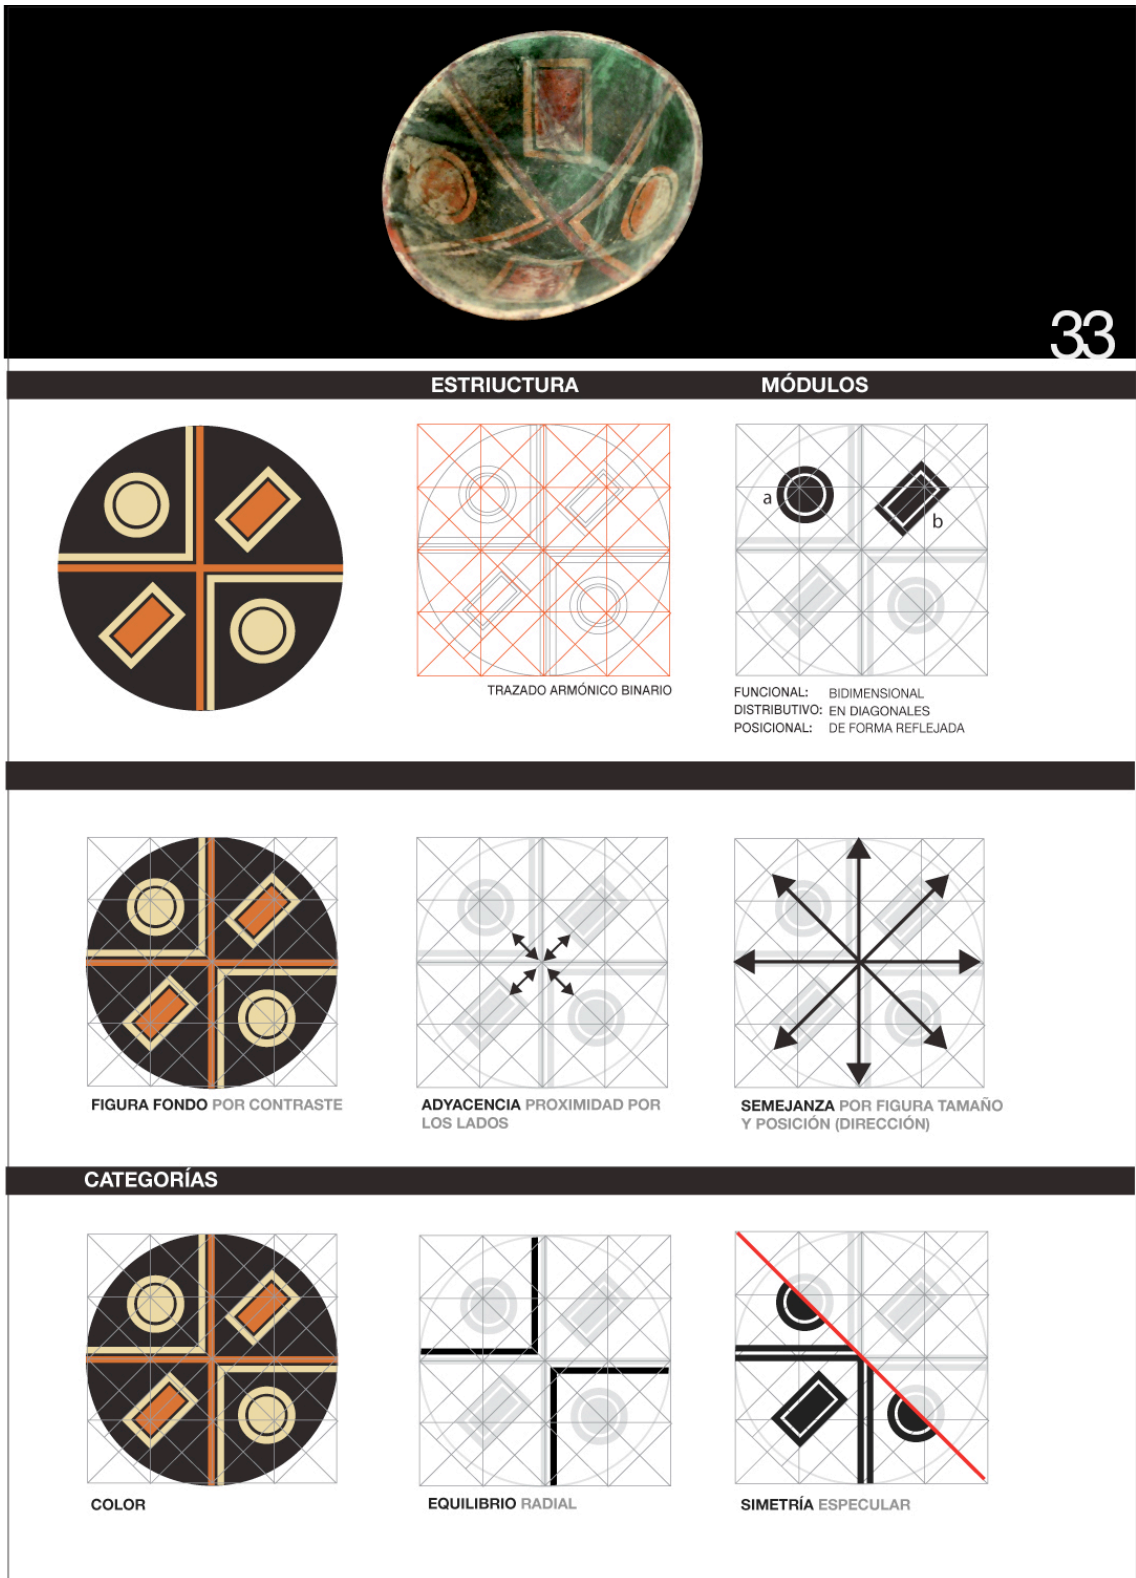 33
ESTRIUCTURA
MÓDULOS
a
b
TRAZADO ARMÓNICO BINARIO
FUNCIONAL: BIDIMENSIONAL
DISTRIBUTIVO: EN DIAGONALES
POSICIONAL: DE FORMA REFLEJADA
FIGURA FONDO POR CONTRASTE
ADYACENCIA PROXIMIDAD POR
LOS LADOS
SEMEJANZA POR FIGURA TAMAÑO
Y POSICIÓN (DIRECCIÓN)
CATEGORÍAS
COLOR
EQUILIBRIO RADIAL
SIMETRÍA ESPECULAR